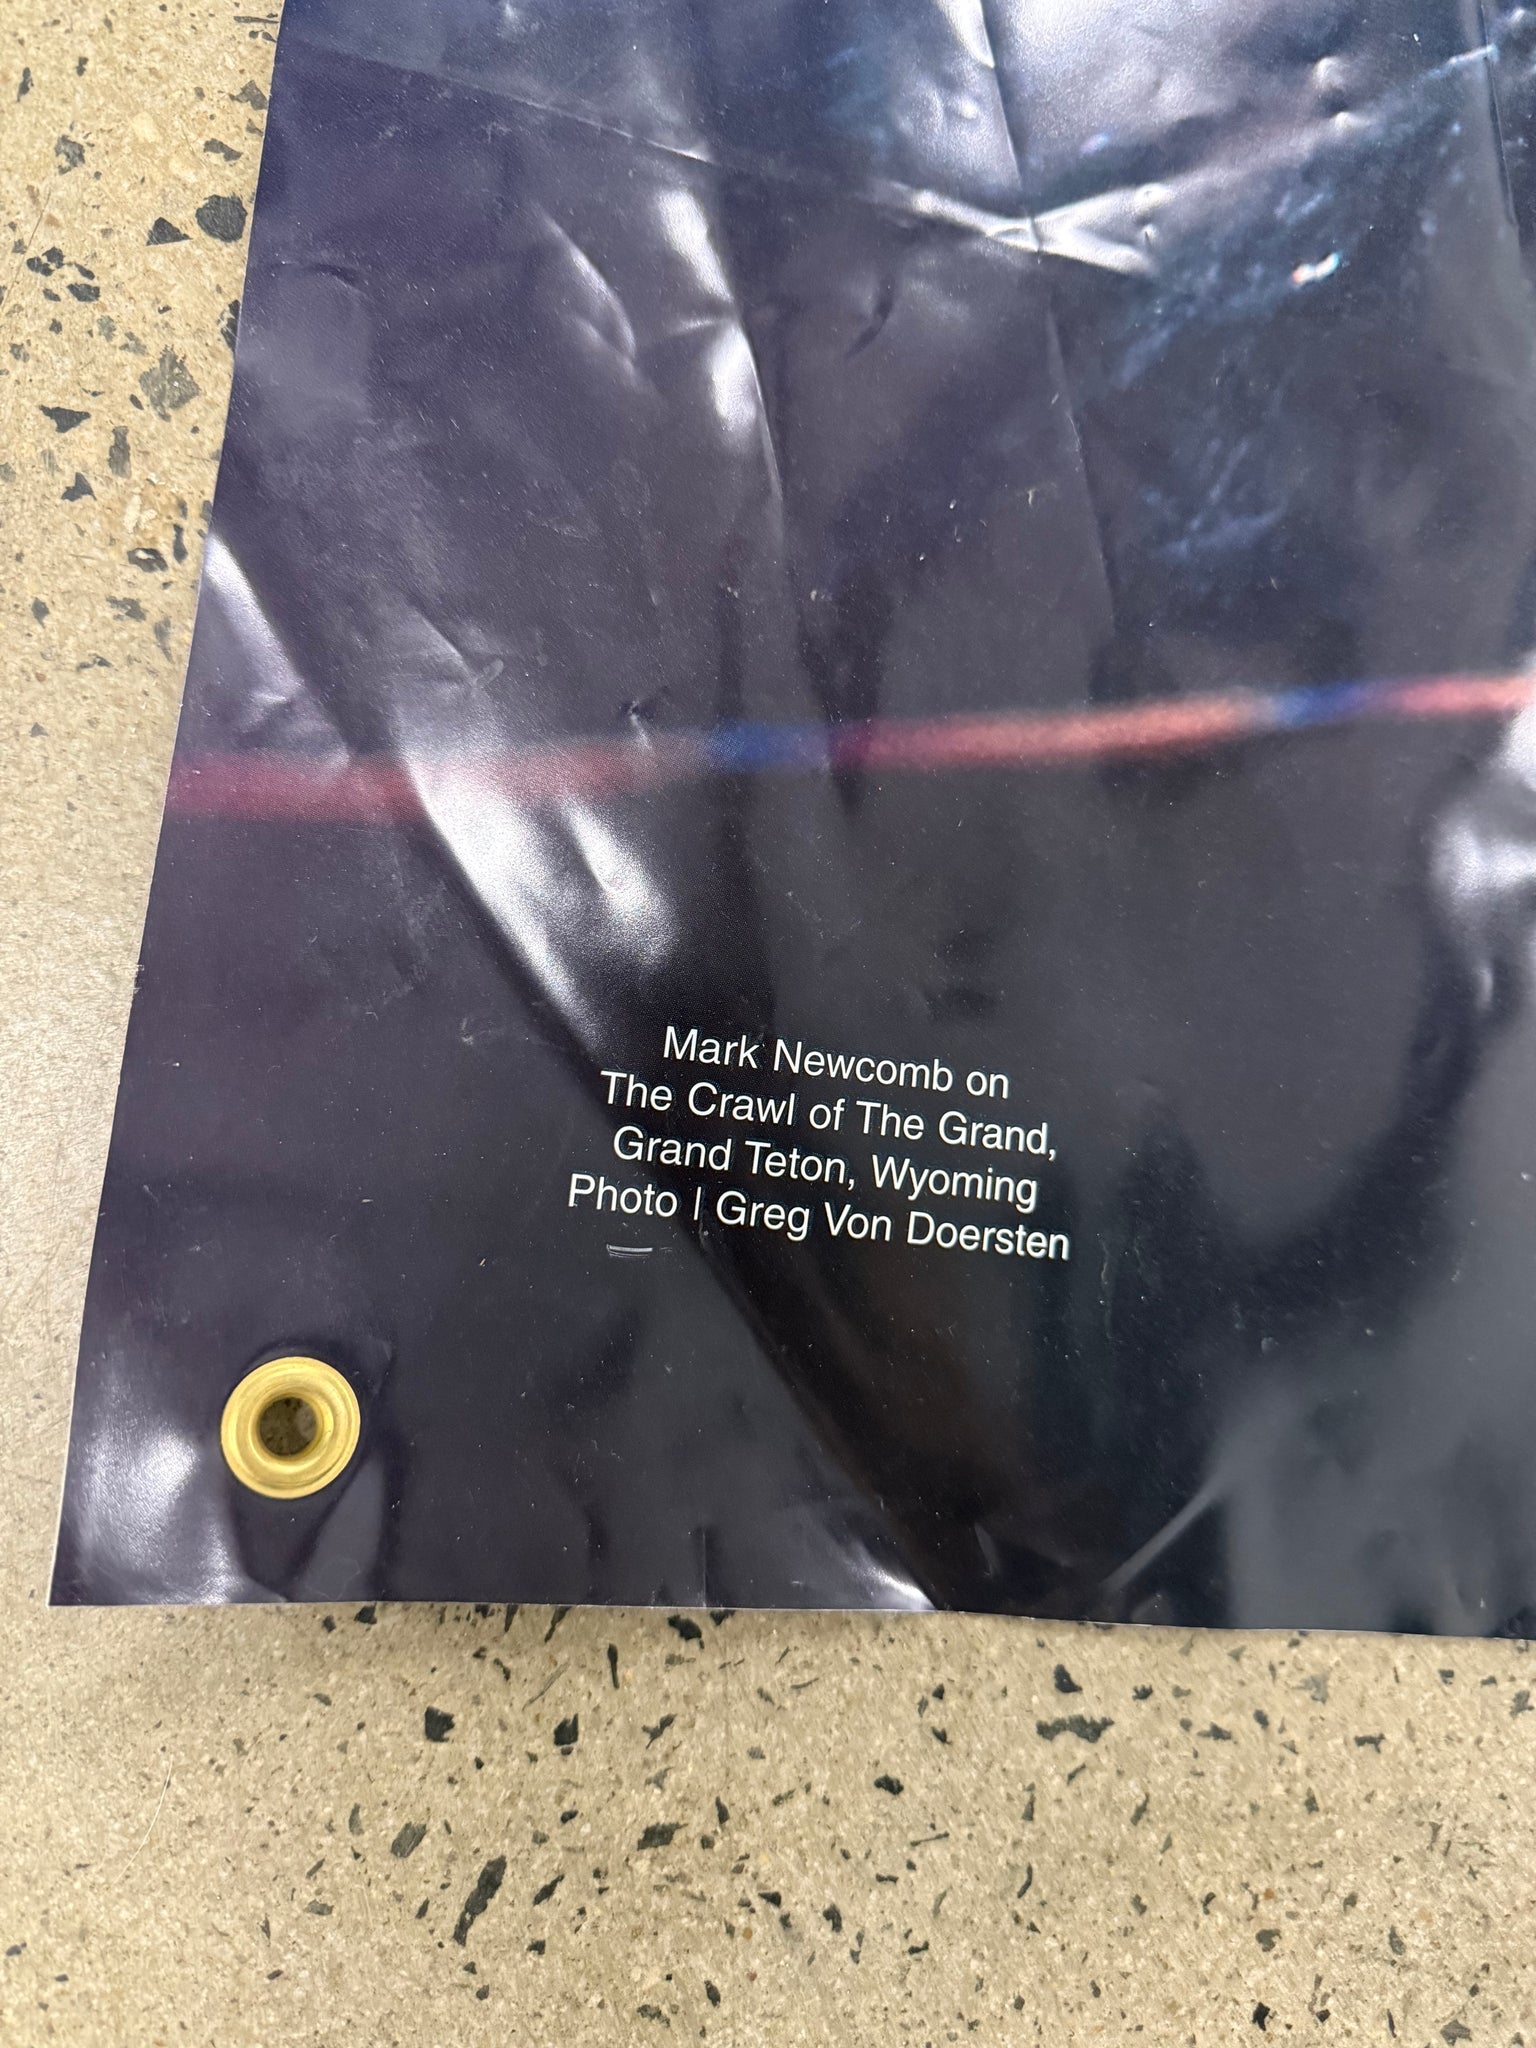 Mark Newcomb on
The Crawl of The Grand,
Grand Teton, Wyoming
Photo | Greg Von Doersten